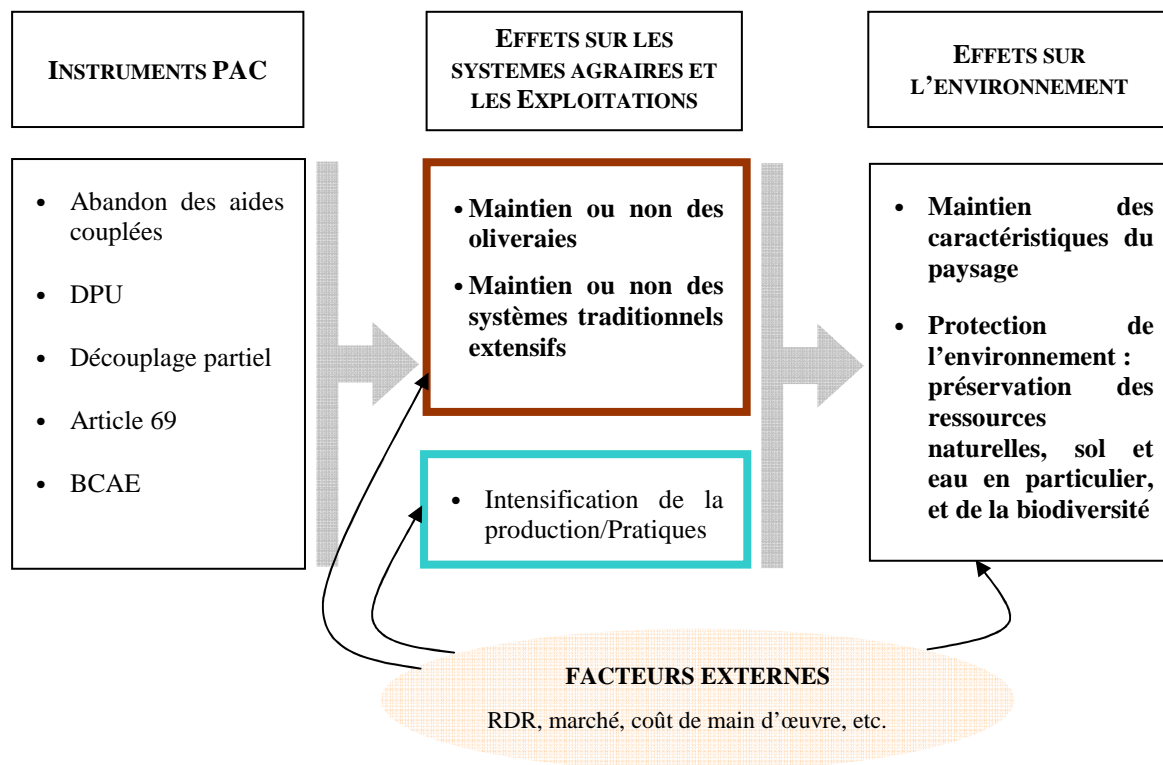 INSTRUMENTS PAC
EFFETS SUR LES
SYSTEMES AGRAIRES ET
LES EXPLOITATIONS
EFFETS SUR
L’ENVIRONNEMENT
• Abandon des aides
couplées
• DPU
• Découplage partiel
• Article 69
• BCAE
• Maintien ou non des
oliveraies
• Maintien ou non des
systèmes traditionnels
extensifs
• Intensification de la
production/Pratiques
• Maintien des
caractéristiques du
paysage
• Protection de
l’environnement :
préservation des
ressources
naturelles, sol et
eau en particulier,
et de la biodiversité
FACTEURS EXTERNES
RDR, marché, coût de main d’œuvre, etc.